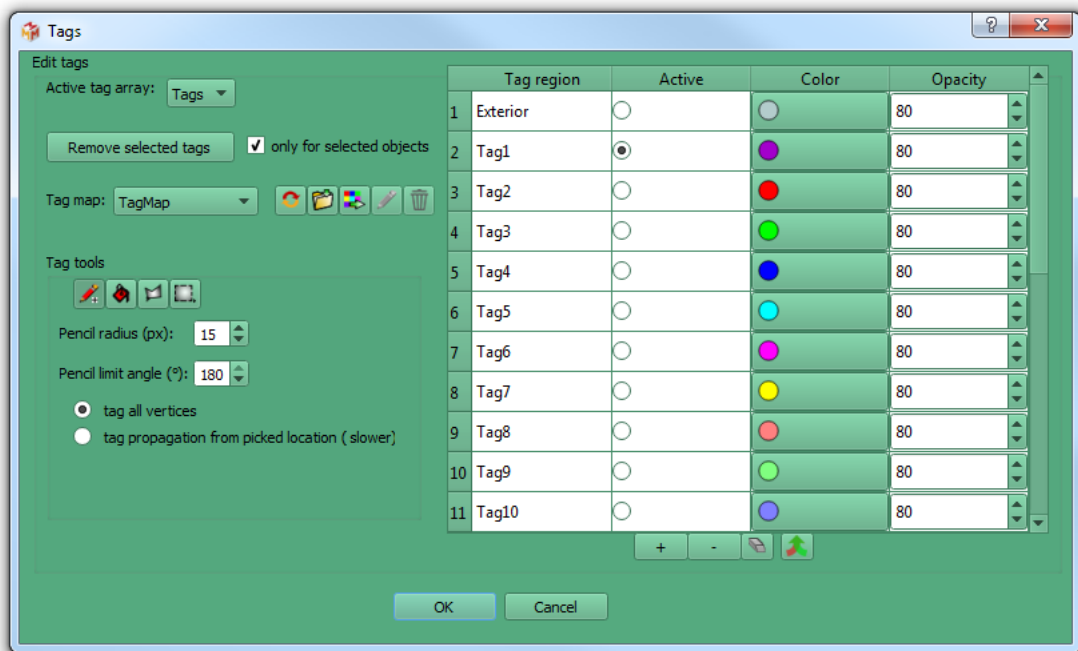 Tags
Edit tags
Active tag array: Tags
Remove selected tags only for selected objects
Tag map: TagMap
Tag tools
Pencil radius (px): 15
Pencil limit angle (º): 180
tag all vertices
tag propagation from picked location ( slower)
Tag region Active Color Opacity
1 Exterior 80
2 Tag1 80
3 Tag2 80
4 Tag3 80
5 Tag4 80
6 Tag5 80
7 Tag6 80
8 Tag7 80
9 Tag8 80
10 Tag9 80
11 Tag10 80
+ -
OK Cancel